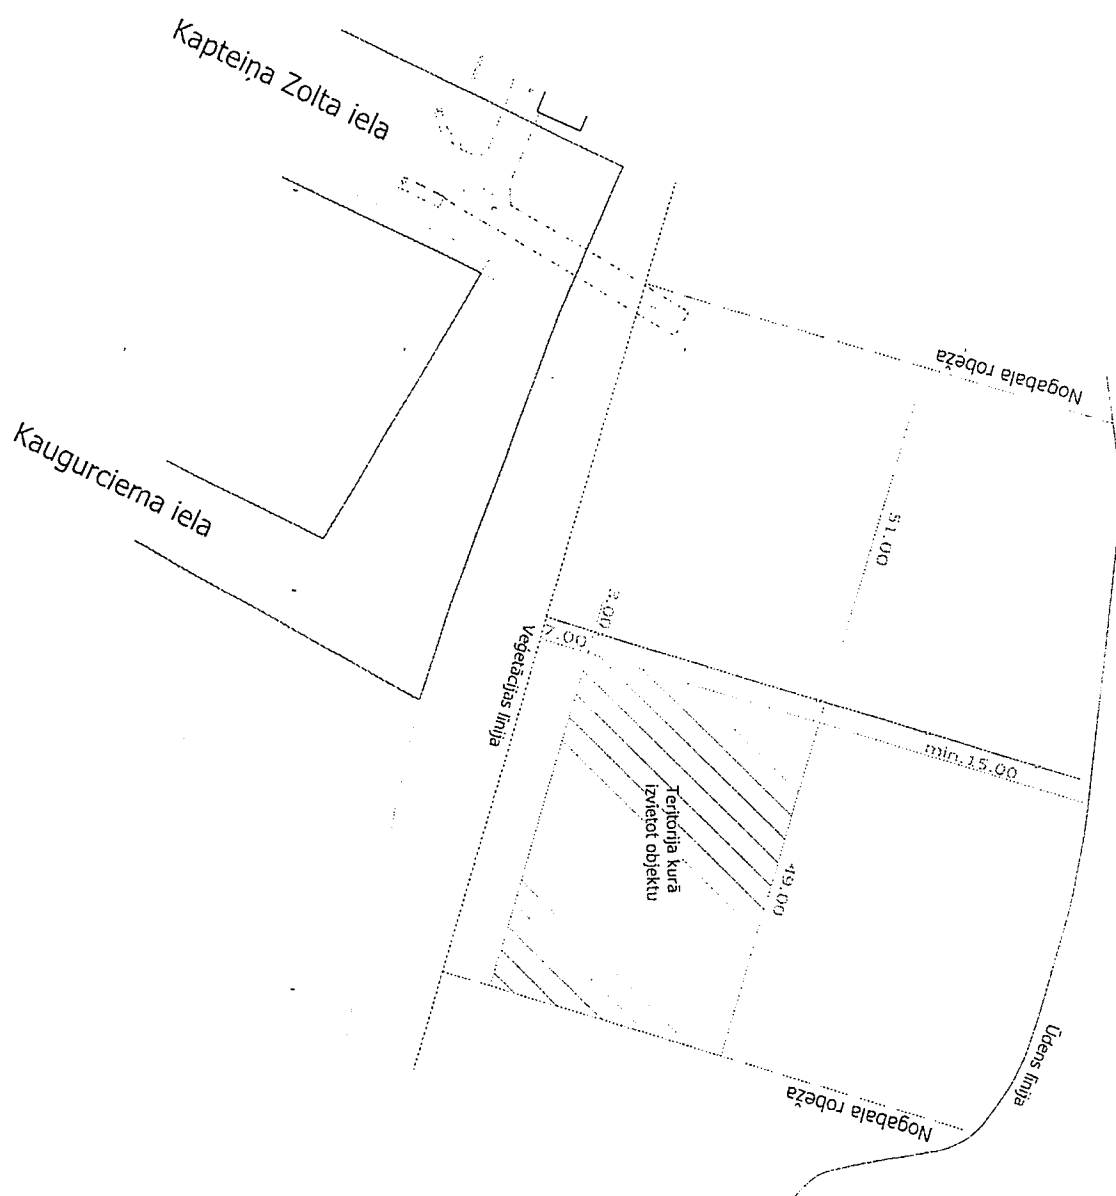 Kapteiņa Zolta iela
Nogabala robeža
Kaugurciema iela
51.00
3.00
7.00
Veģetācijas līnija
min. 15.00
Teritorija kurā
izvietot objektu
49.00
Ūdens līnija
Nogabala robeža